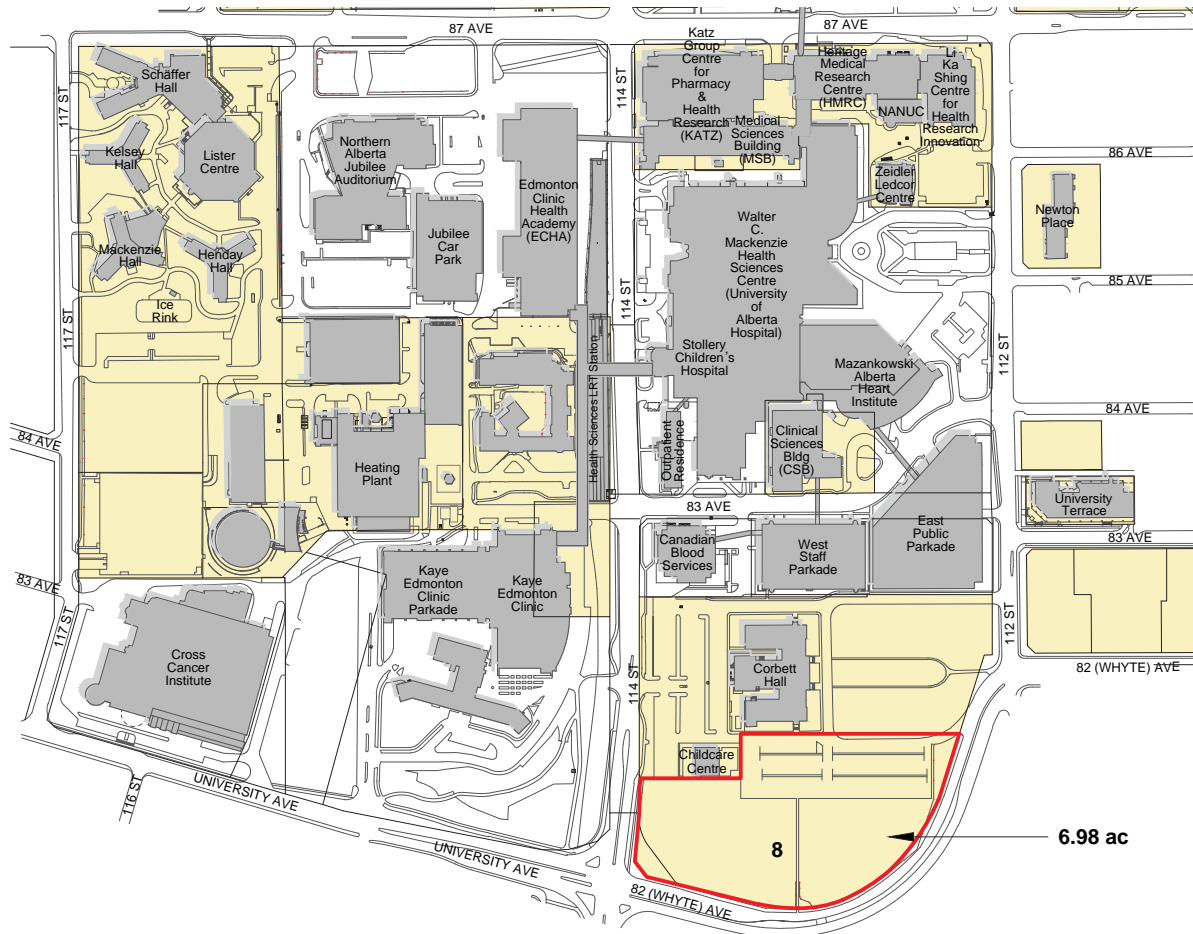 87 AVE
87 AVE
Katz
Group
Centre
for
Pharmacy
&
Health
Research
(KATZ)
Heritage
Medical
Research
Centre
(HMRC)
Li
Ka
Shing
Centre
for
Health
Research
Innovation
NANUC
Medical
Sciences
Building
(MSB)
Schäffer
Hall
117 ST
114 ST
Kelsey
Hall
Lister
Centre
Northern
Alberta
Jubilee
Auditorium
Edmonton
Clinic
Health
Academy
(ECHA)
Zeidler
Ledcor
Centre
86 AVE
Newton
Place
Mackenzie
Hall
Henday
Hall
Jubilee
Car
Park
Walter
C.
Mackenzie
Health
Sciences
Centre
(University
of
Alberta
Hospital)
85 AVE
Ice
Rink
117 ST
114 ST
Stollery
Children's
Hospital
Mazankowski
Alberta
Heart
Institute
112 ST
Health Sciences LRT Station
84 AVE
84 AVE
Outpatient
Residence
Clinical
Sciences
Bldg
(CSB)
Heating
Plant
University
Terrace
83 AVE
83 AVE
83 AVE
Canadian
Blood
Services
West
Staff
Parkade
East
Public
Parkade
Kaye
Edmonton
Clinic
Parkade
Kaye
Edmonton
Clinic
117 ST
112 ST
Cross
Cancer
Institute
114 ST
Corbett
Hall
82 (WHYTE) AVE
Childcare
Centre
116 ST
UNIVERSITY AVE
UNIVERSITY AVE
8
6.98 ac
82 (WHYTE) AVE